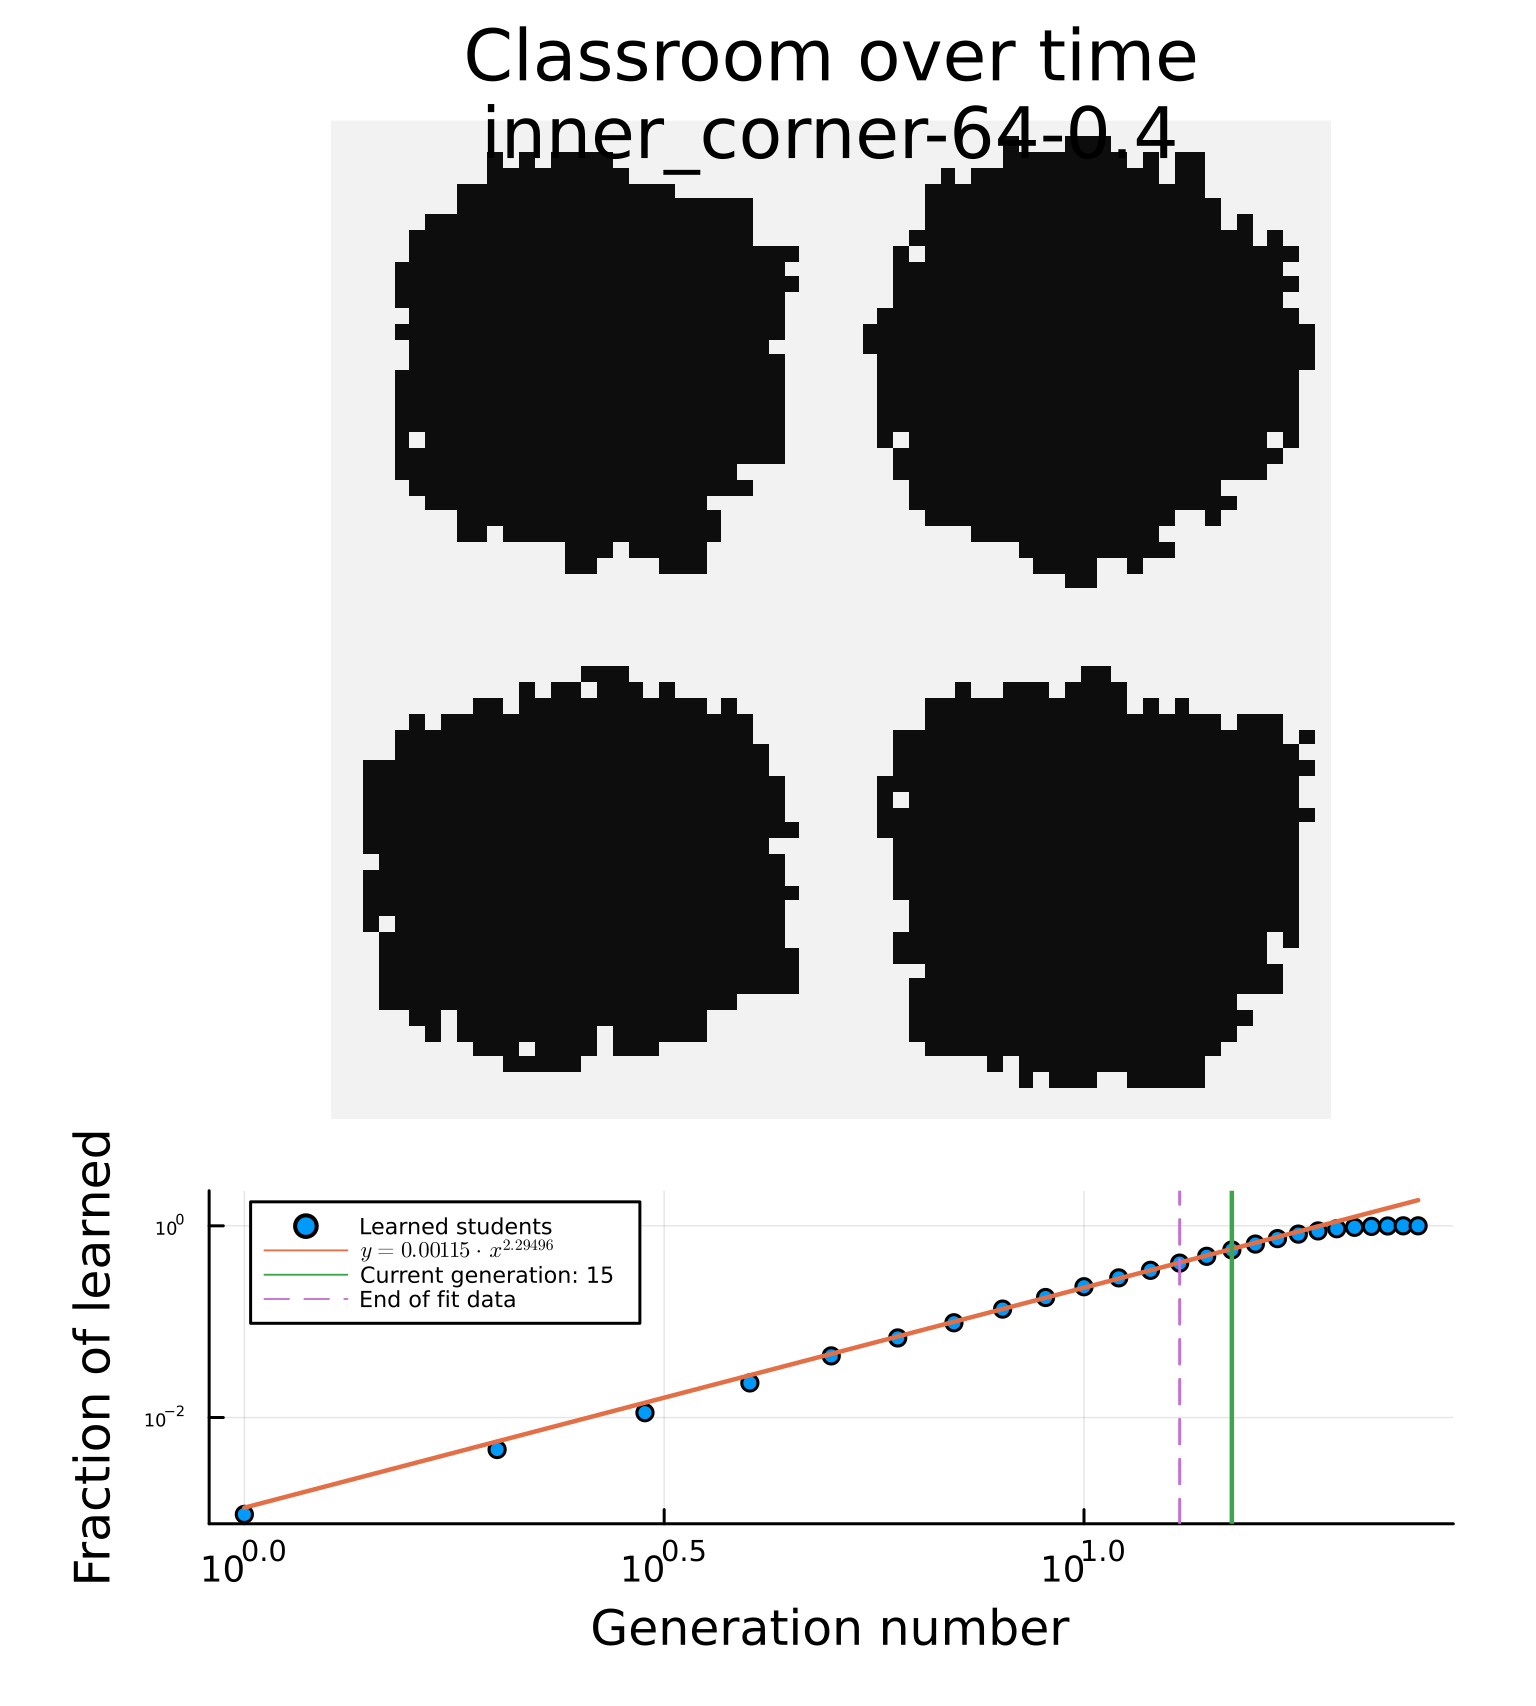 Classroom over time
inner_corner-64-0.4
Fraction of learned
10^0
10^−2
Learned students
y = 0.00115 · x^2.29496
Current generation: 15
End of fit data
10^0.0
10^0.5
10^1.0
Generation number